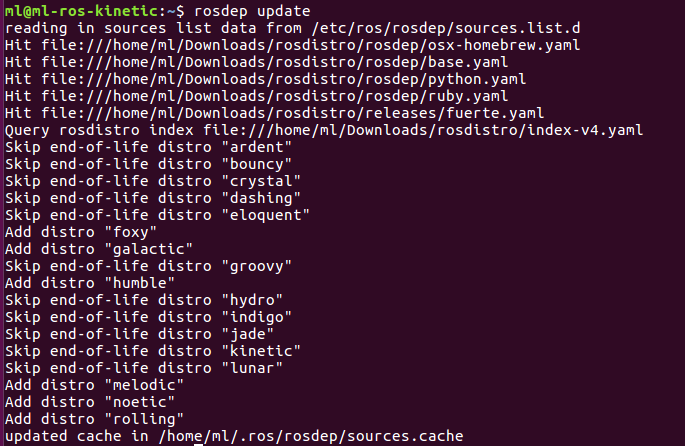 ml@ml-ros-kinetic:~$ rosdep update
reading in sources list data from /etc/ros/rosdep/sources.list.d
Hit file:///home/ml/Downloads/rosdistro/rosdep/osx-homebrew.yaml
Hit file:///home/ml/Downloads/rosdistro/rosdep/base.yaml
Hit file:///home/ml/Downloads/rosdistro/rosdep/python.yaml
Hit file:///home/ml/Downloads/rosdistro/rosdep/ruby.yaml
Hit file:///home/ml/Downloads/rosdistro/releases/fuerte.yaml
Query rosdistro index file:///home/ml/Downloads/rosdistro/index-v4.yaml
Skip end-of-life distro "ardent"
Skip end-of-life distro "bouncy"
Skip end-of-life distro "crystal"
Skip end-of-life distro "dashing"
Skip end-of-life distro "eloquent"
Add distro "foxy"
Add distro "galactic"
Skip end-of-life distro "groovy"
Add distro "humble"
Skip end-of-life distro "hydro"
Skip end-of-life distro "indigo"
Skip end-of-life distro "jade"
Skip end-of-life distro "kinetic"
Skip end-of-life distro "lunar"
Add distro "melodic"
Add distro "noetic"
Add distro "rolling"
updated cache in /home/ml/.ros/rosdep/sources.cache